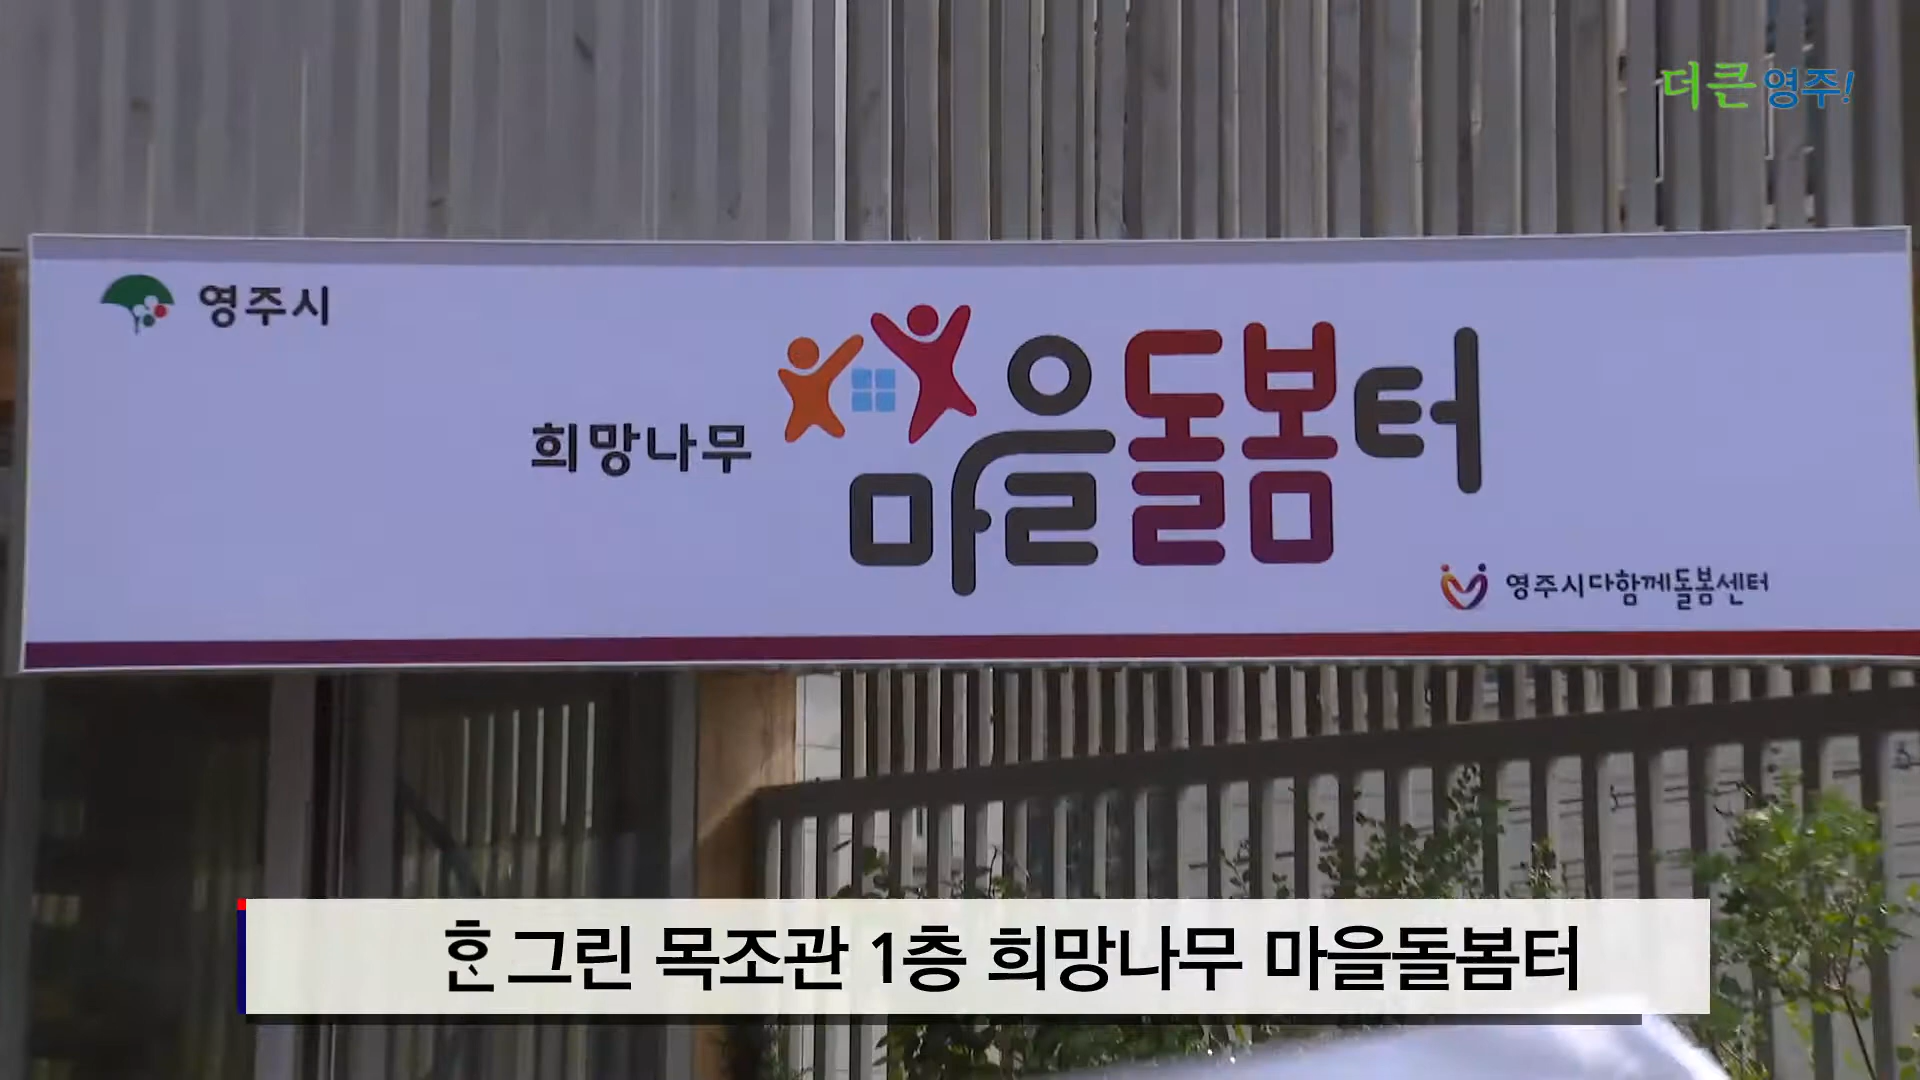 더 큰 영주!
영주시
희망나무 마을돌봄터
영주시다함께돌봄센터
그린 목조관 1층 희망나무 마을돌봄터